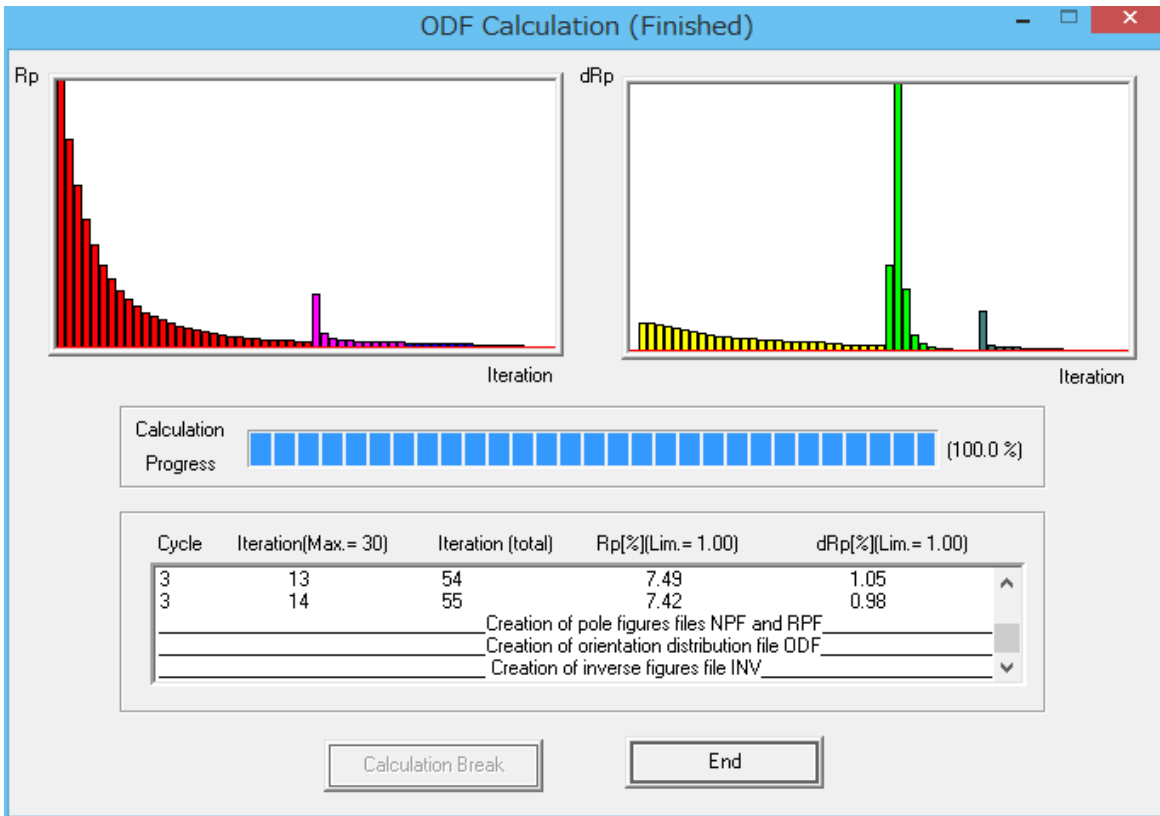 ODF Calculation (Finished)
Rp
dRp
Iteration
Iteration
Calculation
Progress
(100.0 %)
Cycle Iteration(Max.= 30) Iteration (total) Rp[%](Lim.= 1.00) dRp[%](Lim.= 1.00)
3 13 54 7.49 1.05
3 14 55 7.42 0.98
Creation of pole figures files NPF and RPF
Creation of orientation distribution file ODF
Creation of inverse figures file INV
Calculation Break
End